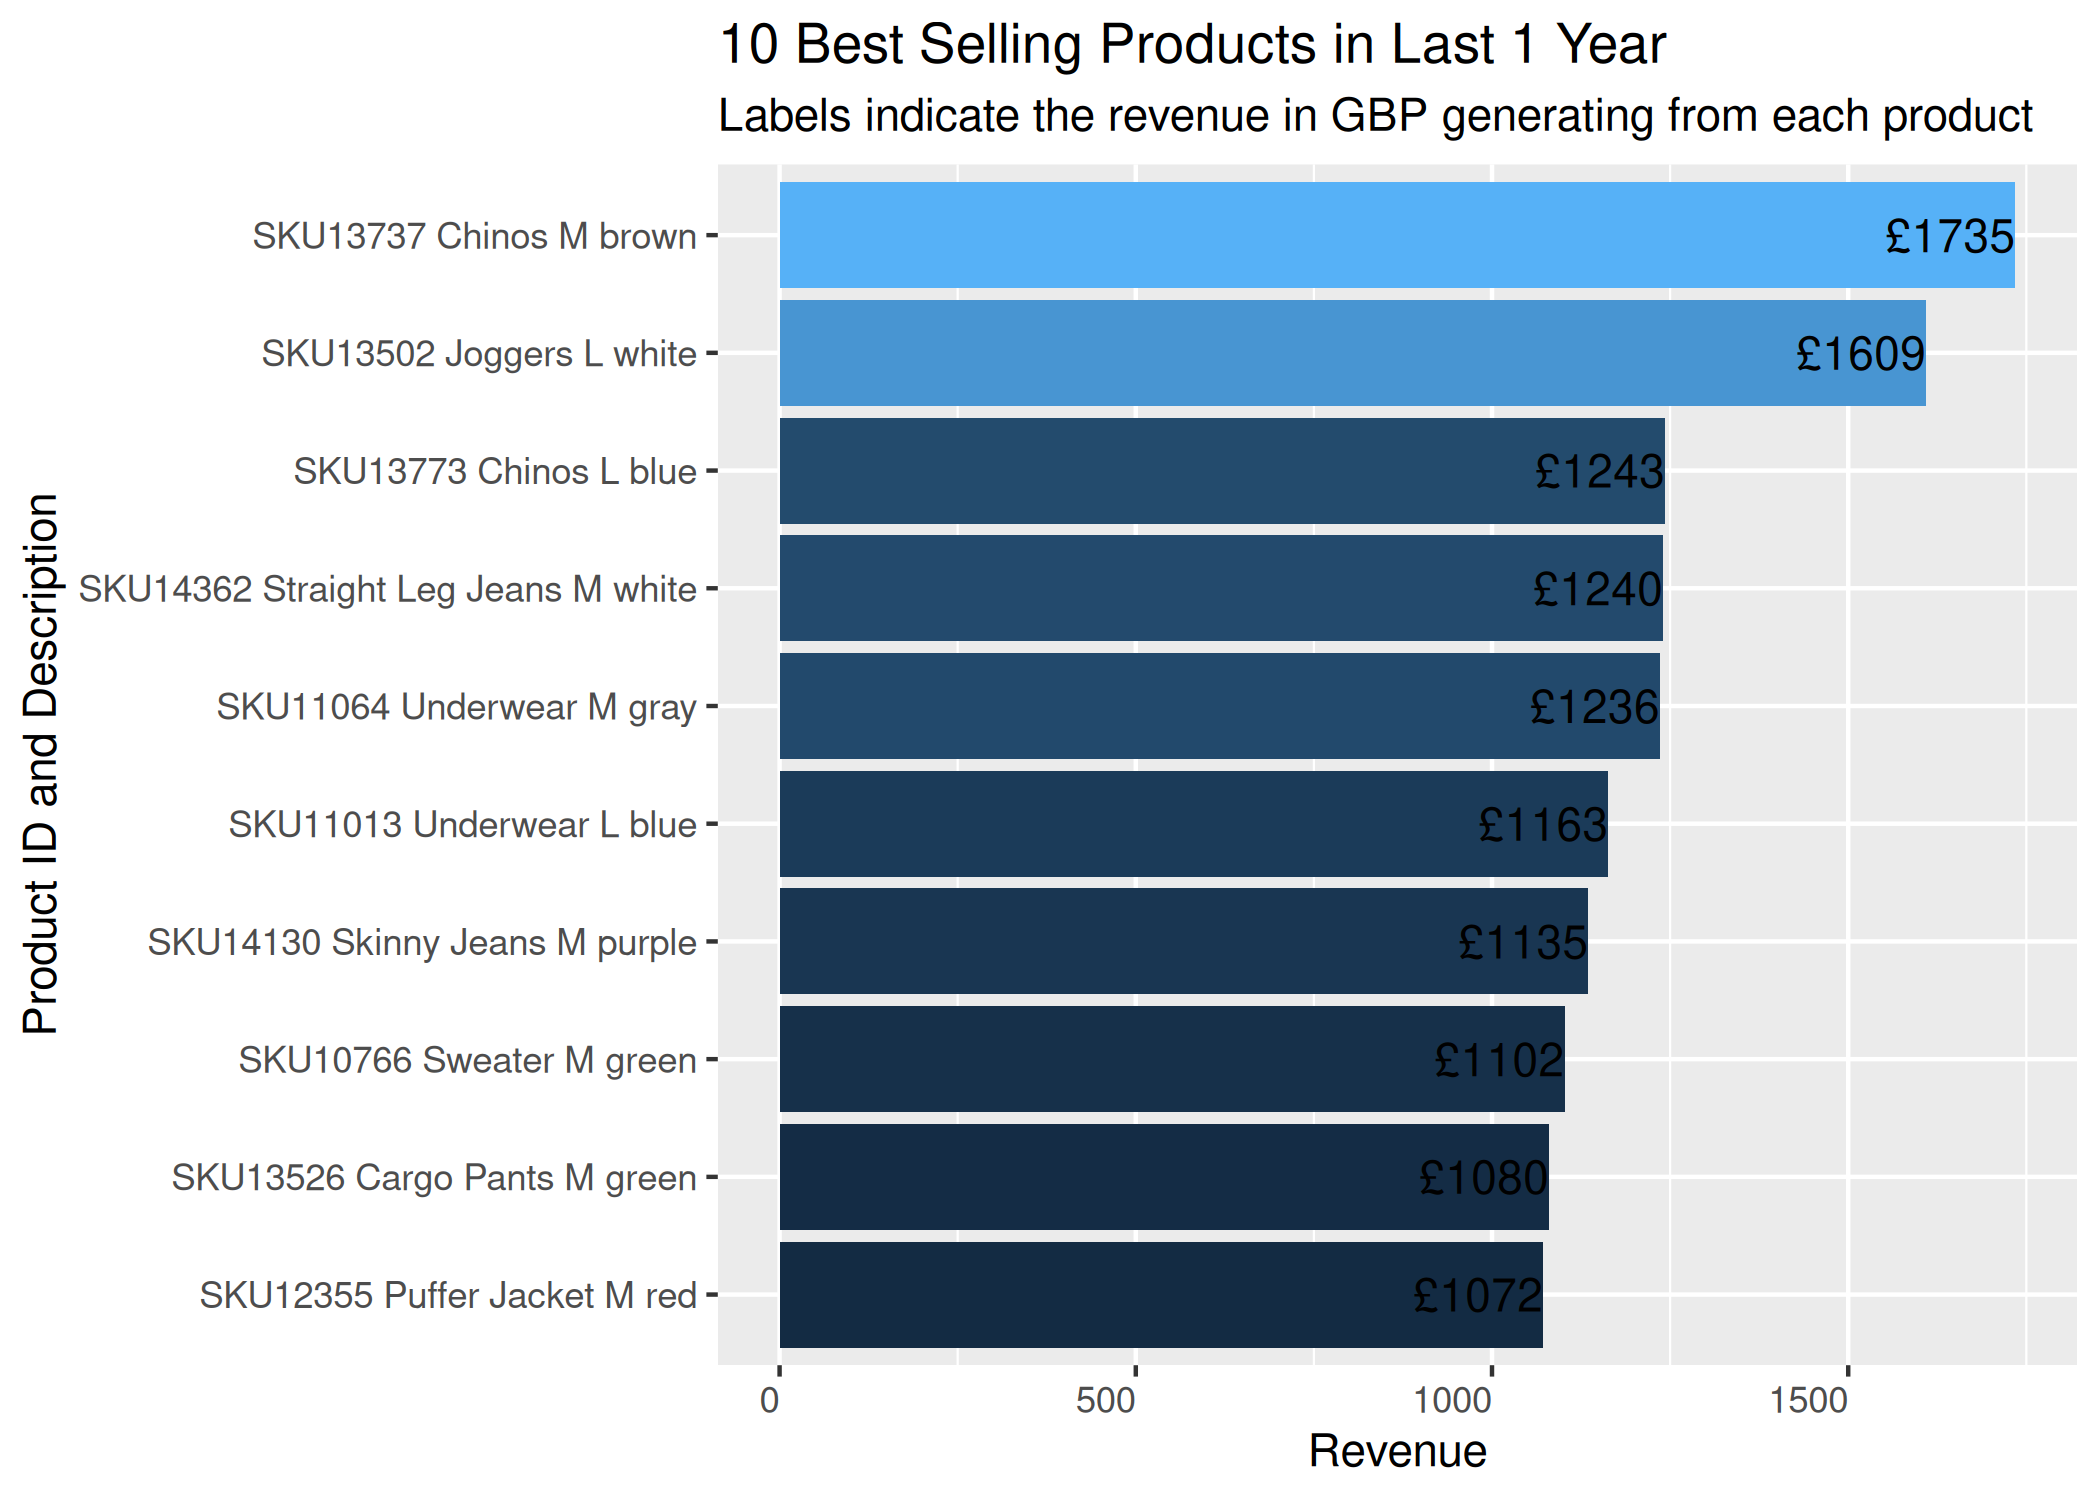 10 Best Selling Products in Last 1 Year
Labels indicate the revenue in GBP generating from each product
Product ID and Description
SKU13737 Chinos M brown £1735
SKU13502 Joggers L white £1609
SKU13773 Chinos L blue £1243
SKU14362 Straight Leg Jeans M white £1240
SKU11064 Underwear M gray £1236
SKU11013 Underwear L blue £1163
SKU14130 Skinny Jeans M purple £1135
SKU10766 Sweater M green £1102
SKU13526 Cargo Pants M green £1080
SKU12355 Puffer Jacket M red £1072
0 500 1000 1500
Revenue